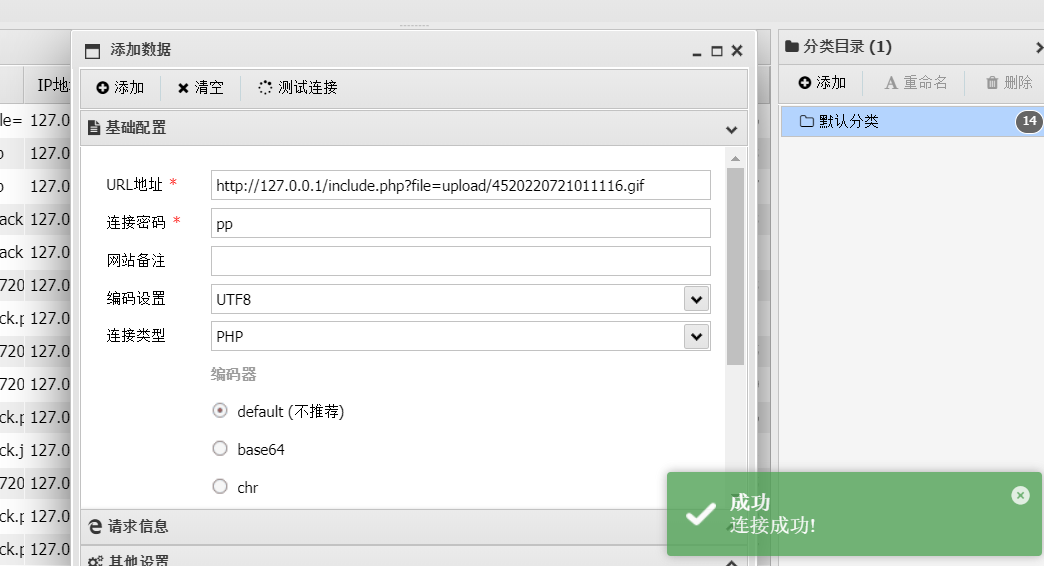 添加数据
添加 清空 测试连接
基础配置
URL地址 * http://127.0.0.1/include.php?file=upload/4520220721011116.gif
连接密码 * pp
网站备注
编码设置 UTF8
连接类型 PHP
编码器
default (不推荐)
base64
chr
请求信息
其他设置
IP地
le= 127.0
127.0
127.0
ack 127.0
ack 127.0
720 127.0
ck.p 127.0
720 127.0
720 127.0
ck.p 127.0
ck.j 127.0
720 127.0
ck.p 127.0
ck.p 127.0
分类目录 (1)
添加 重命名 删除
默认分类 14
成功
连接成功!